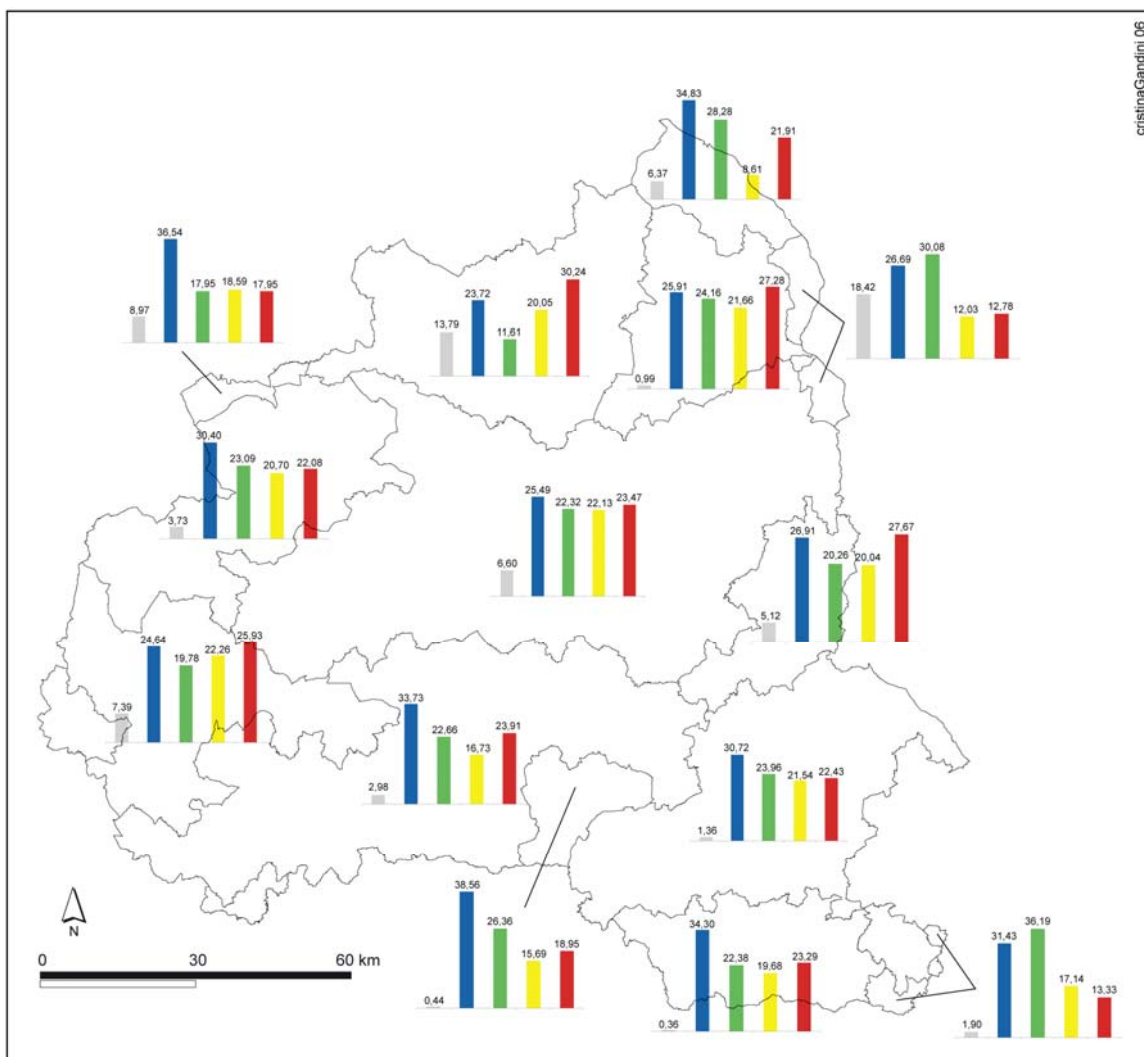 cristinaGandini 06
6,37 34,83 28,28 8,61 21,91
8,97 36,54 17,95 18,59 17,95
13,79 23,72 11,61 20,05 30,24
0,99 25,91 24,16 21,66 27,28
18,42 26,69 30,08 12,03 12,78
3,73 30,40 23,09 20,70 22,08
6,60 25,49 22,32 22,13 23,47
5,12 26,91 20,26 20,04 27,67
7,39 24,64 19,78 22,26 25,93
2,98 33,73 22,66 16,73 23,91
1,36 30,72 23,96 21,54 22,43
0,44 38,56 26,36 15,69 18,95
0,36 34,30 22,38 19,68 23,29
1,90 31,43 36,19 17,14 13,33
N
0 30 60 km